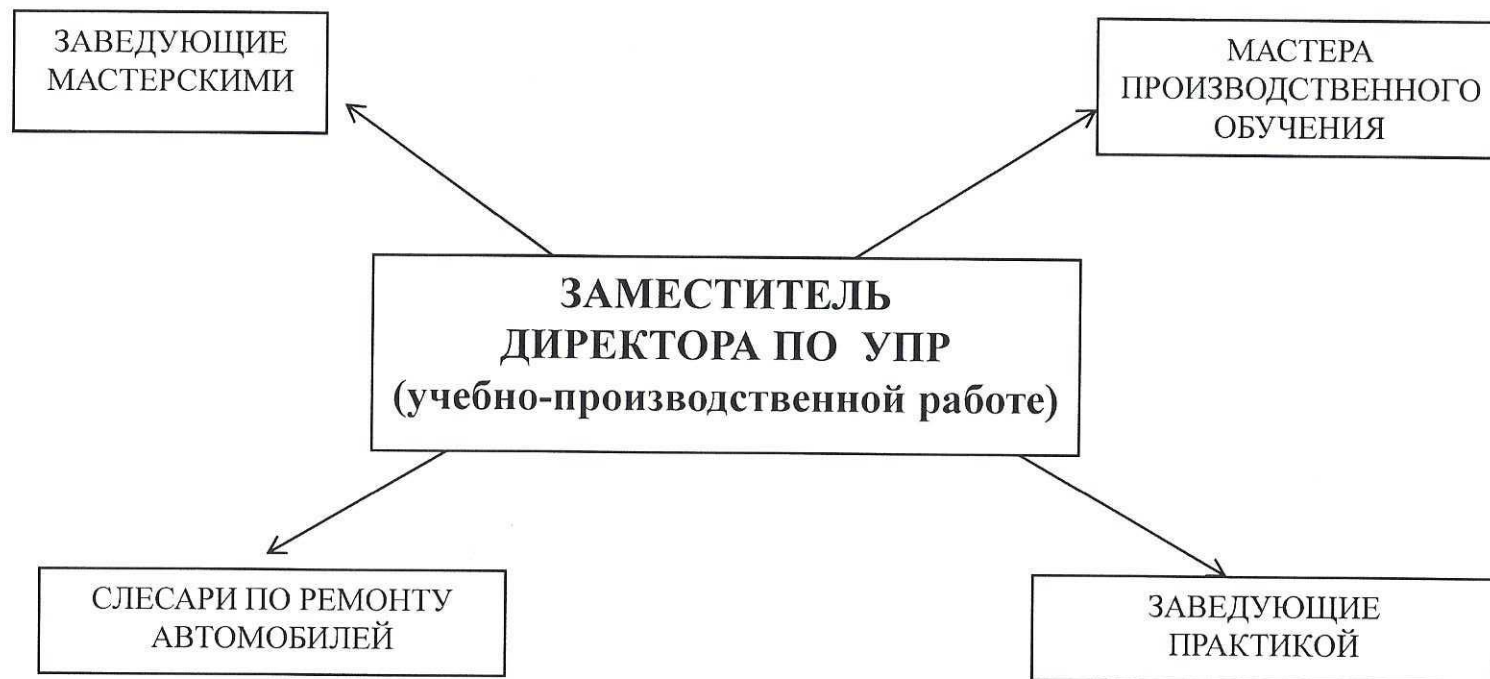 ЗАВЕДУЮЩИЕ
МАСТЕРСКИМИ
МАСТЕРА
ПРОИЗВОДСТВЕННОГО
ОБУЧЕНИЯ
ЗАМЕСТИТЕЛЬ
ДИРЕКТОРА ПО УПР
(учебно-производственной работе)
СЛЕСАРИ ПО РЕМОНТУ
АВТОМОБИЛЕЙ
ЗАВЕДУЮЩИЕ
ПРАКТИКОЙ